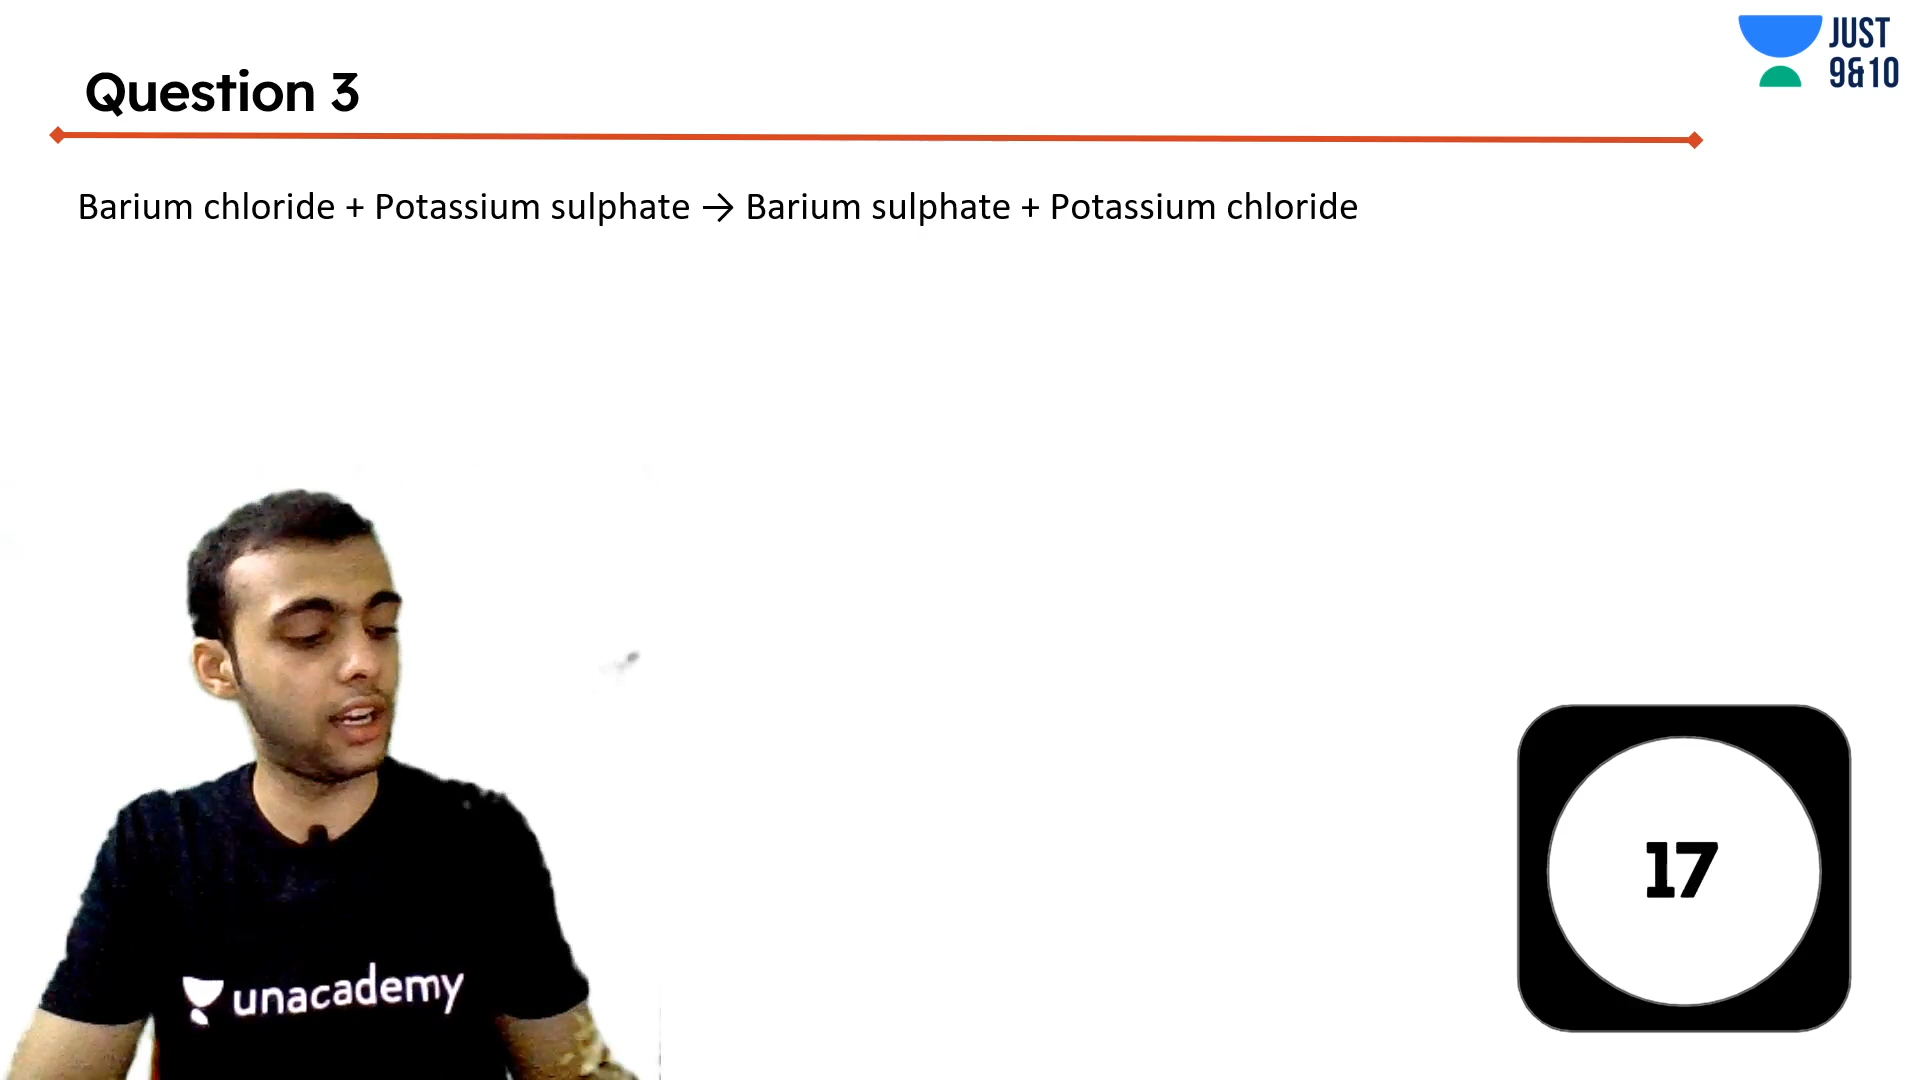 JUST
9&10
Question 3
Barium chloride + Potassium sulphate → Barium sulphate + Potassium chloride
unacademy
17